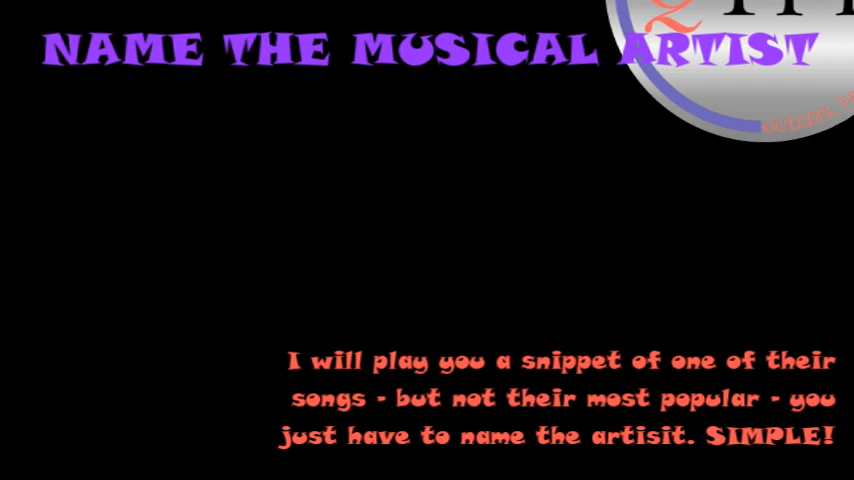 NAME THE MUSICAL ARTIST
I will play you a snippet of one of their
songs - but not their most popular - you
just have to name the artisit. SIMPLE!